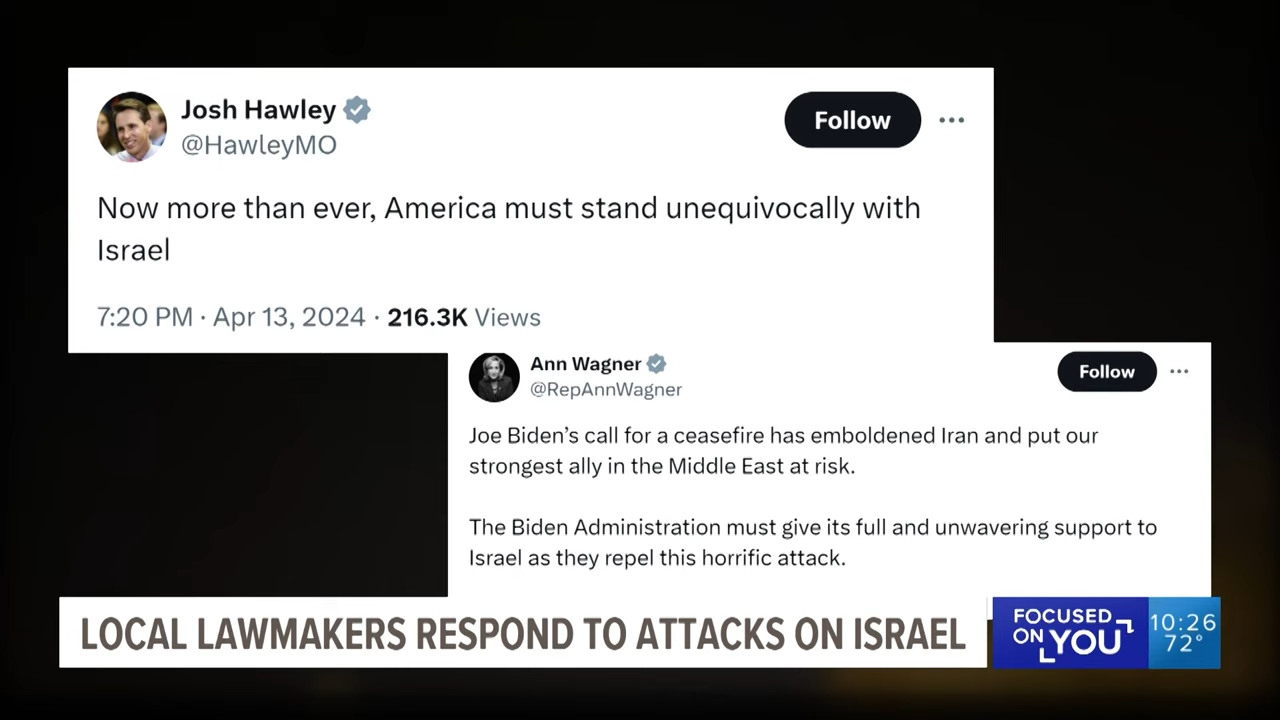 Josh Hawley
@HawleyMO
Follow
Now more than ever, America must stand unequivocally with
Israel
7:20 PM · Apr 13, 2024 · 216.3K Views
Ann Wagner
@RepAnnWagner
Follow
Joe Biden’s call for a ceasefire has emboldened Iran and put our
strongest ally in the Middle East at risk.
The Biden Administration must give its full and unwavering support to
Israel as they repel this horrific attack.
LOCAL LAWMAKERS RESPOND TO ATTACKS ON ISRAEL
FOCUSED
ON YOU
10:26
72°